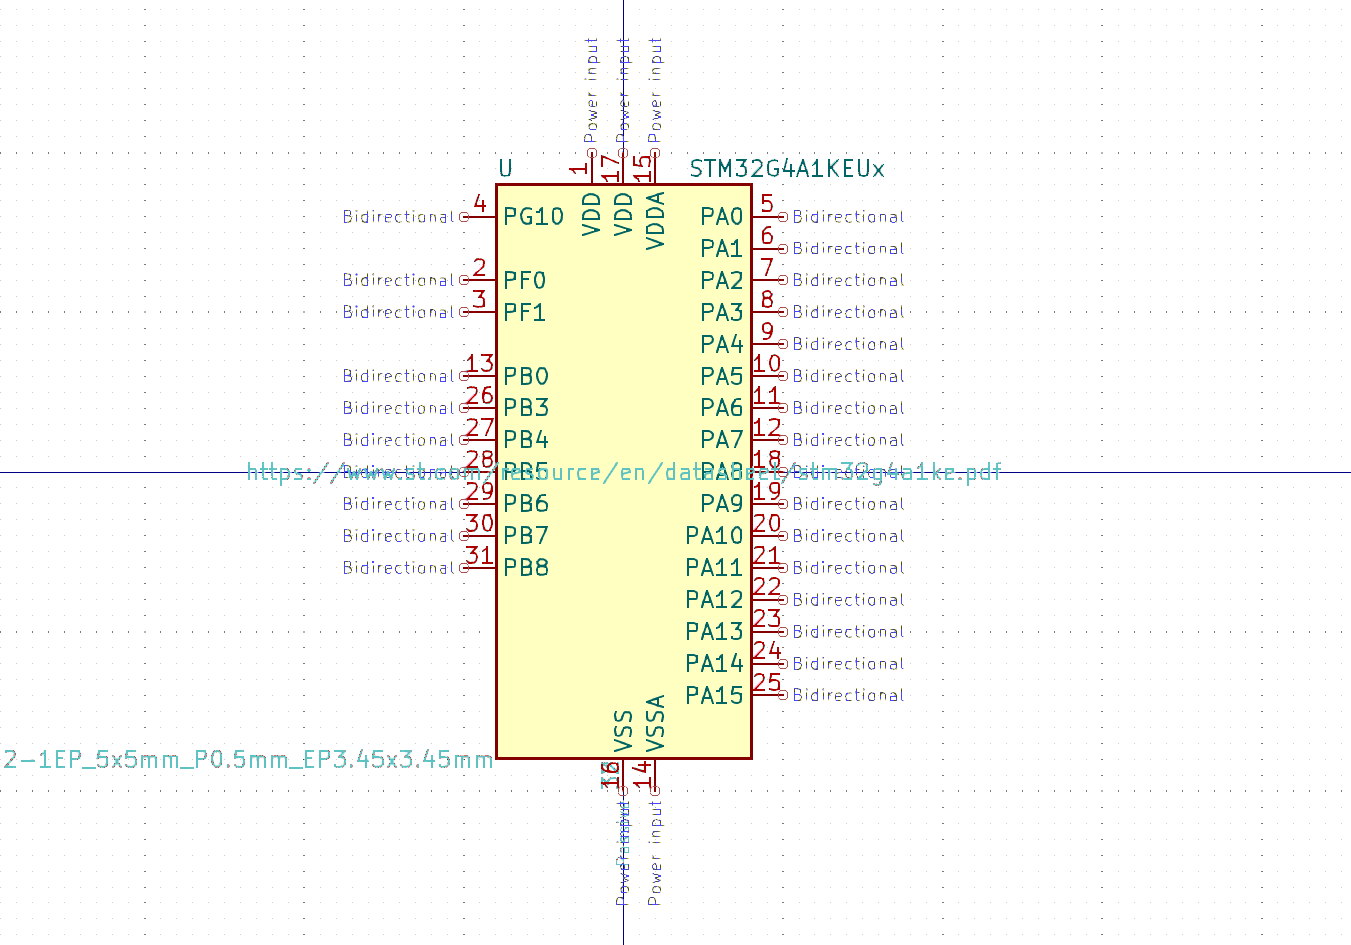 Power input
Power input
Power input
1
17
15
U
STM32G4A1KEUx
VDD
VDD
VDDA
Bidirectional 4 PG10 PA0 5 Bidirectional
PA1 6 Bidirectional
Bidirectional 2 PF0 PA2 7 Bidirectional
Bidirectional 3 PF1 PA3 8 Bidirectional
PA4 9 Bidirectional
Bidirectional 13 PB0 PA5 10 Bidirectional
Bidirectional 26 PB3 PA6 11 Bidirectional
Bidirectional 27 PB4 PA7 12 Bidirectional
Bidirectional 28 PB5 PA8 18 Bidirectional
https://www.st.com/resource/en/datasheet/stm32g4a1ke.pdf
Bidirectional 29 PB6 PA9 19 Bidirectional
Bidirectional 30 PB7 PA10 20 Bidirectional
Bidirectional 31 PB8 PA11 21 Bidirectional
PA12 22 Bidirectional
PA13 23 Bidirectional
PA14 24 Bidirectional
PA15 25 Bidirectional
VSS
VSSA
2-1EP_5x5mm_P0.5mm_EP3.45x3.45mm
16
14
Power input
Power input